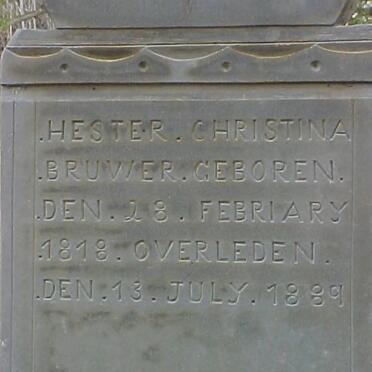 .HESTER.CHRISTINA
.BRUWER.GEBOREN.
.DEN.28.FEBRIARY
.1818.OVERLEDEN.
.DEN.13.JULY.1889